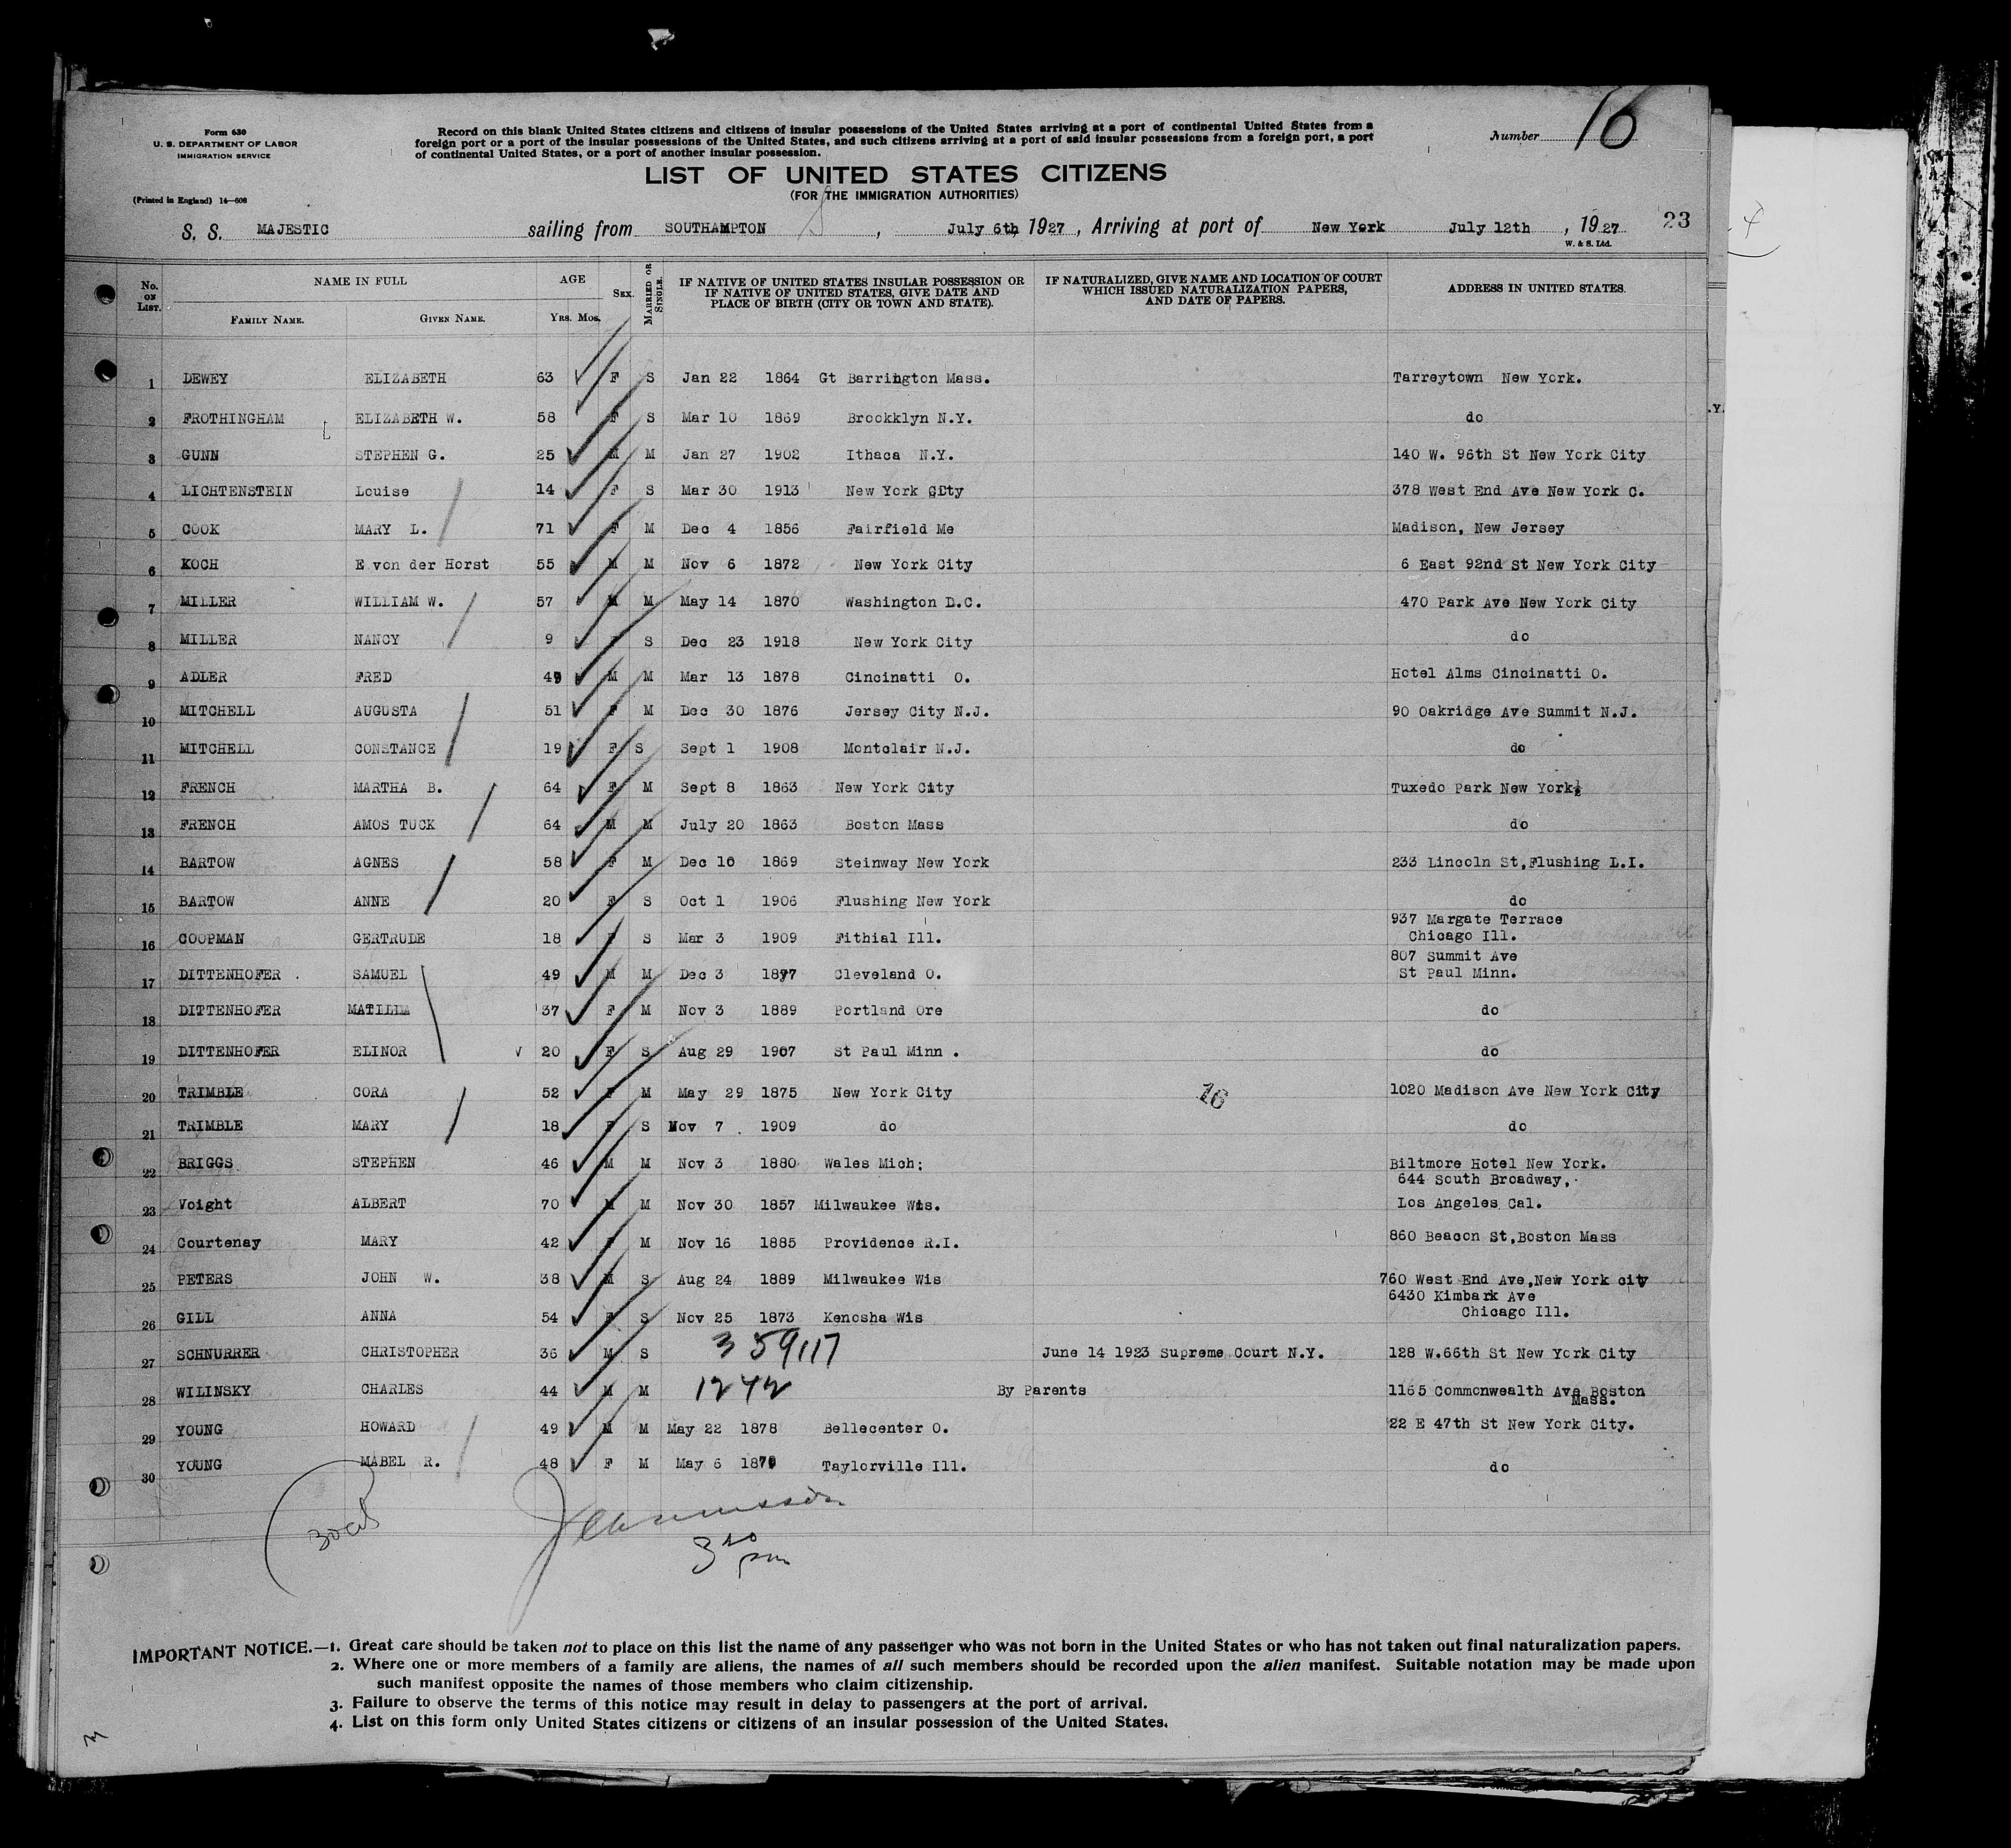 Form 630
U. S. DEPARTMENT OF LABOR
IMMIGRATION SERVICE
(Printed in England) 14—608
Record on this blank United States citizens and citizens of insular possessions of the United States arriving at a port of continental United States from a
foreign port or a port of the insular possessions of the United States, and such citizens arriving at a port of said insular possessions from a foreign port, a port
of continental United States, or a port of another insular possession.
Number 16
LIST OF UNITED STATES CITIZENS
(FOR THE IMMIGRATION AUTHORITIES)
S. S. MAJESTIC sailing from SOUTHAMPTON , July 6th, 1927, Arriving at port of New York July 12th , 1927 23
W. & S. Ltd.
No. on List. NAME IN FULL AGE Sex. Married or Single. IF NATIVE OF UNITED STATES INSULAR POSSESSION OR IF NATIVE OF UNITED STATES, GIVE DATE AND PLACE OF BIRTH (CITY OR TOWN AND STATE). IF NATURALIZED, GIVE NAME AND LOCATION OF COURT WHICH ISSUED NATURALIZATION PAPERS, AND DATE OF PAPERS. ADDRESS IN UNITED STATES.
Family Name. Given Name. Yrs. Mos.
1 DEWEY ELIZABETH 63 F S Jan 22 1864 Gt Barrington Mass. Tarreytown New York.
2 FROTHINGHAM ELIZABETH W. 58 F S Mar 10 1869 Brockklyn N.Y. do
3 GUNN STEPHEN G. 25 M M Jan 27 1902 Ithaca N.Y. 140 W. 96th St New York City
4 LICHTENSTEIN Louise 14 F S Mar 30 1913 New York City 378 West End Ave New York C.
5 COOK MARY L. 71 F M Dec 4 1856 Fairfield Me Madison, New Jersey
6 KOCH E von der Horst 55 M M Nov 6 1872 New York City 6 East 92nd St New York City
7 MILLER WILLIAM W. 57 M M May 14 1870 Washington D.C. 470 Park Ave New York City
8 MILLER NANCY 9 F S Dec 23 1918 New York City do
9 ADLER FRED 49 M M Mar 13 1878 Cincinatti O. Hotel Alms Cincinatti O.
10 MITCHELL AUGUSTA 51 F M Dec 30 1876 Jersey City N.J. 90 Oakridge Ave Summit N.J.
11 MITCHELL CONSTANCE 19 F S Sept 1 1908 Montclair N.J. do
12 FRENCH MARTHA B. 64 F M Sept 8 1863 New York City Tuxedo Park New York
13 FRENCH AMOS TUCK 64 M M July 20 1863 Boston Mass do
14 BARTOW AGNES 58 F M Dec 10 1869 Steinway New York 233 Lincoln St,Flushing L.I.
15 BARTOW ANNE 20 F S Oct 1 1906 Flushing New York do
16 COOPMAN GERTRUDE 18 F S Mar 3 1909 Fithial Ill. 937 Margate Terrace
Chicago Ill.
17 DITTENHOFER SAMUEL 49 M M Dec 3 1877 Cleveland O. 807 Summit Ave
St Paul Minn.
18 DITTENHOFER MATILDA 37 F M Nov 3 1889 Portland Ore do
19 DITTENHOFER ELINOR 20 F S Aug 29 1907 St Paul Minn . do
20 TRIMBLE CORA 52 F M May 29 1875 New York City 16 1020 Madison Ave New York City
21 TRIMBLE MARY 18 F S Nov 7 1909 do do
22 BRIGGS STEPHEN 46 M M Nov 3 1880 Wales Mich; Biltmore Hotel New York.
23 Voight ALBERT 70 M M Nov 30 1857 Milwaukee Wis. 644 South Broadway,
Los Angeles Cal.
24 Courtenay MARY 42 F M Nov 16 1885 Providence R.I. 860 Beacon St,Boston Mass
25 PETERS JOHN W. 38 M S Aug 24 1889 Milwaukee Wis 760 West End Ave,New York city
26 GILL ANNA 54 F S Nov 25 1873 Kenosha Wis 6430 Kimbark Ave
Chicago Ill.
27 SCHNURRER CHRISTOPHER 36 M S 359117 June 14 1923 Supreme Court N.Y. 128 W.66th St New York City
28 WILINSKY CHARLES 44 M M 1242 By Parents 1165 Commonwealth Ave Boston
Mass.
29 YOUNG HOWARD 49 M M May 22 1878 Bellecenter O. 22 E 47th St New York City.
30 YOUNG MABEL R. 48 F M May 6 1879 Taylorville Ill. do
3 20 pm
IMPORTANT NOTICE.—1. Great care should be taken not to place on this list the name of any passenger who was not born in the United States or who has not taken out final naturalization papers.
2. Where one or more members of a family are aliens, the names of all such members should be recorded upon the alien manifest. Suitable notation may be made upon
such manifest opposite the names of those members who claim citizenship.
3. Failure to observe the terms of this notice may result in delay to passengers at the port of arrival.
4. List on this form only United States citizens or citizens of an insular possession of the United States.